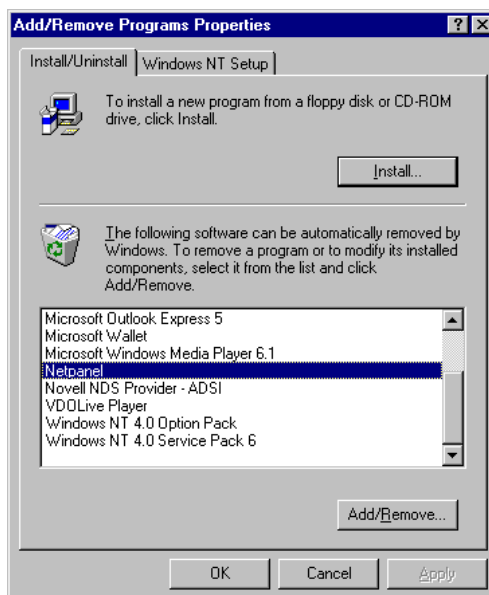 Add/Remove Programs Properties
Install/Uninstall
Windows NT Setup
To install a new program from a floppy disk or CD-ROM
drive, click Install.
Install...
The following software can be automatically removed by
Windows. To remove a program or to modify its installed
components, select it from the list and click
Add/Remove.
Microsoft Outlook Express 5
Microsoft Wallet
Microsoft Windows Media Player 6.1
Netpanel
Novell NDS Provider - ADSI
VDOLive Player
Windows NT 4.0 Option Pack
Windows NT 4.0 Service Pack 6
Add/Remove...
OK
Cancel
Apply